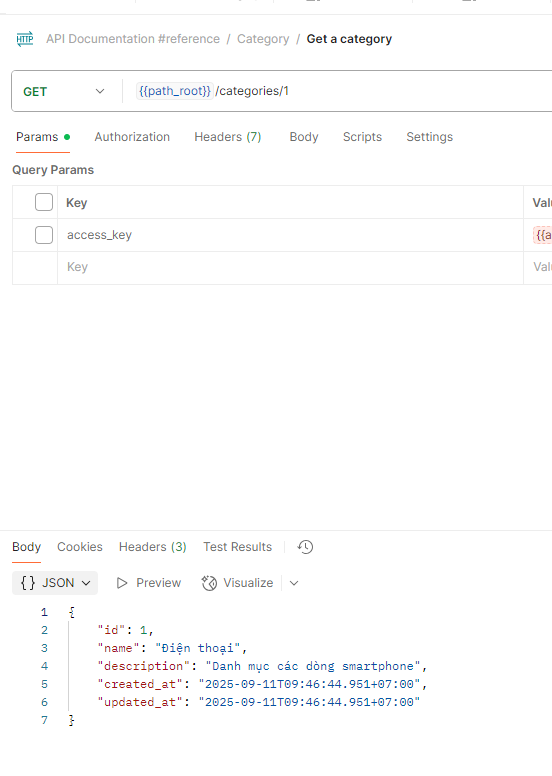 HTTP API Documentation #reference / Category / Get a category
GET {{path_root}} /categories/1
Params Authorization Headers (7) Body Scripts Settings
Query Params
Key Valu
access_key {{a
Key Valu
Body Cookies Headers (3) Test Results
{ } JSON Preview Visualize
1 {
2 "id": 1,
3 "name": "Điện thoại",
4 "description": "Danh mục các dòng smartphone",
5 "created_at": "2025-09-11T09:46:44.951+07:00",
6 "updated_at": "2025-09-11T09:46:44.951+07:00"
7 }